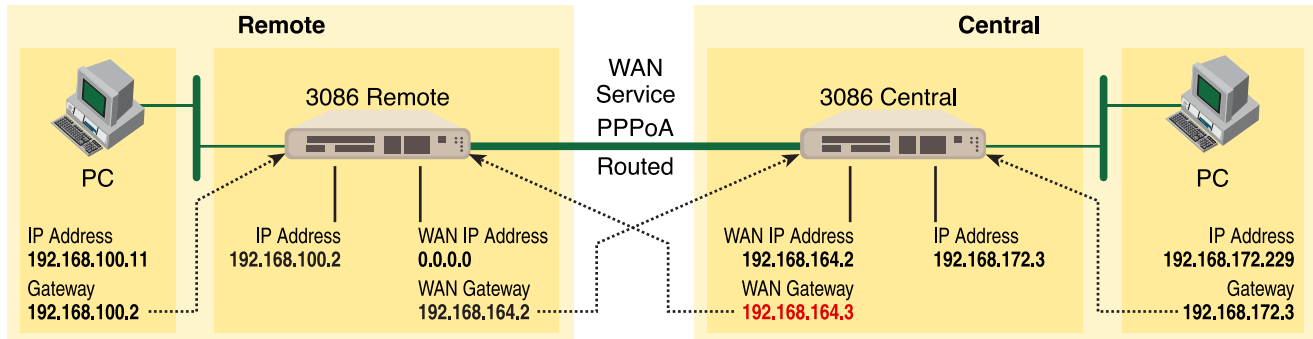 Remote
Central
WAN
Service
PPPoA
Routed
3086 Remote
3086 Central
PC
PC
IP Address
192.168.100.11
Gateway
192.168.100.2
IP Address
192.168.100.2
WAN IP Address
0.0.0.0
WAN Gateway
192.168.164.2
WAN IP Address
192.168.164.2
WAN Gateway
192.168.164.3
IP Address
192.168.172.3
IP Address
192.168.172.229
Gateway
192.168.172.3